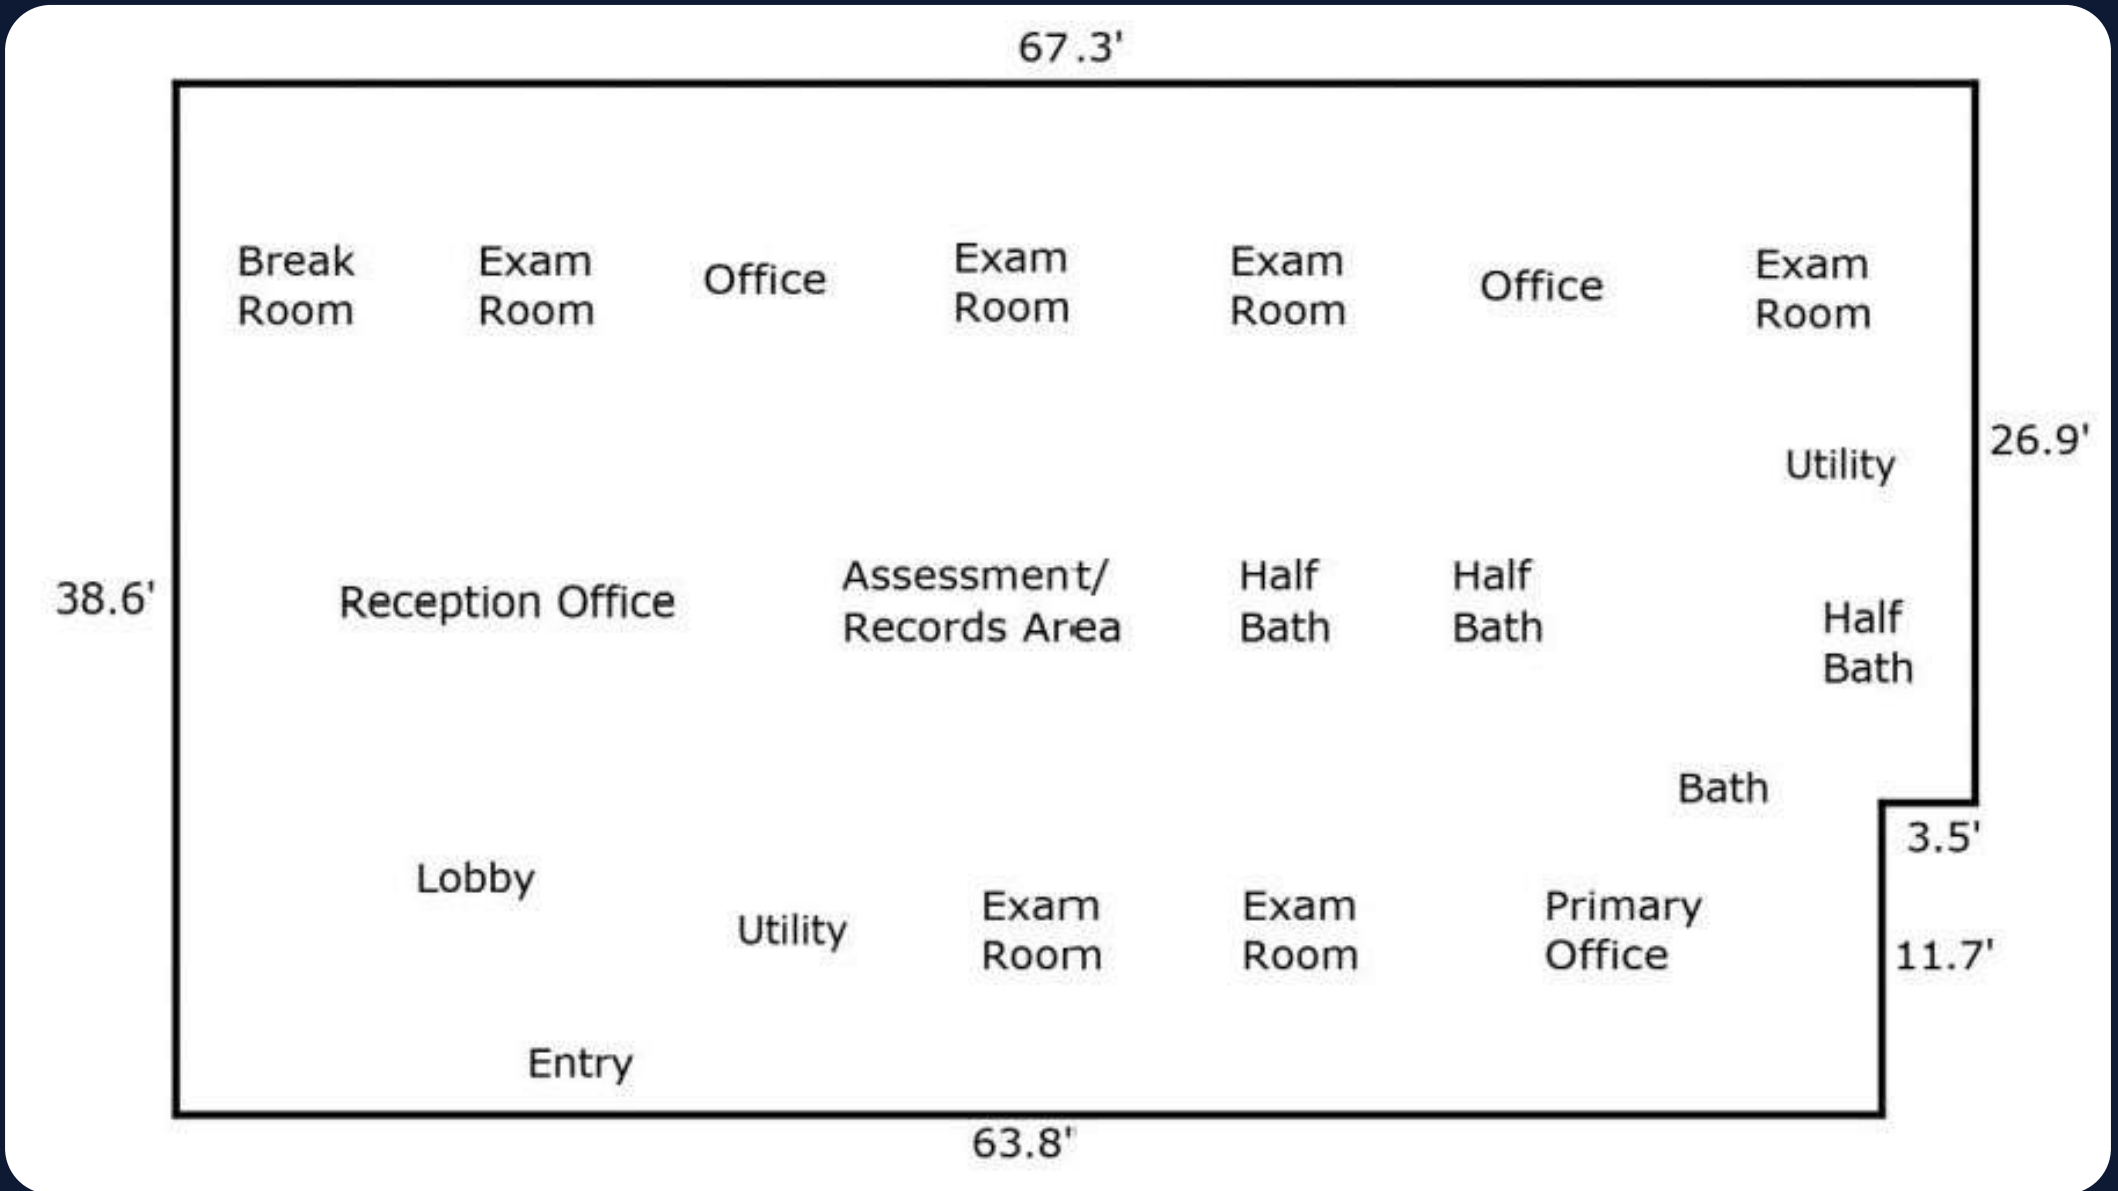 67.3'
Break
Room
Exam
Room
Office
Exam
Room
Exam
Room
Office
Exam
Room
26.9'
Utility
38.6'
Reception Office
Assessment/
Records Area
Half
Bath
Half
Bath
Half
Bath
Bath
3.5'
Lobby
Utility
Exam
Room
Exam
Room
Primary
Office
11.7'
Entry
63.8'